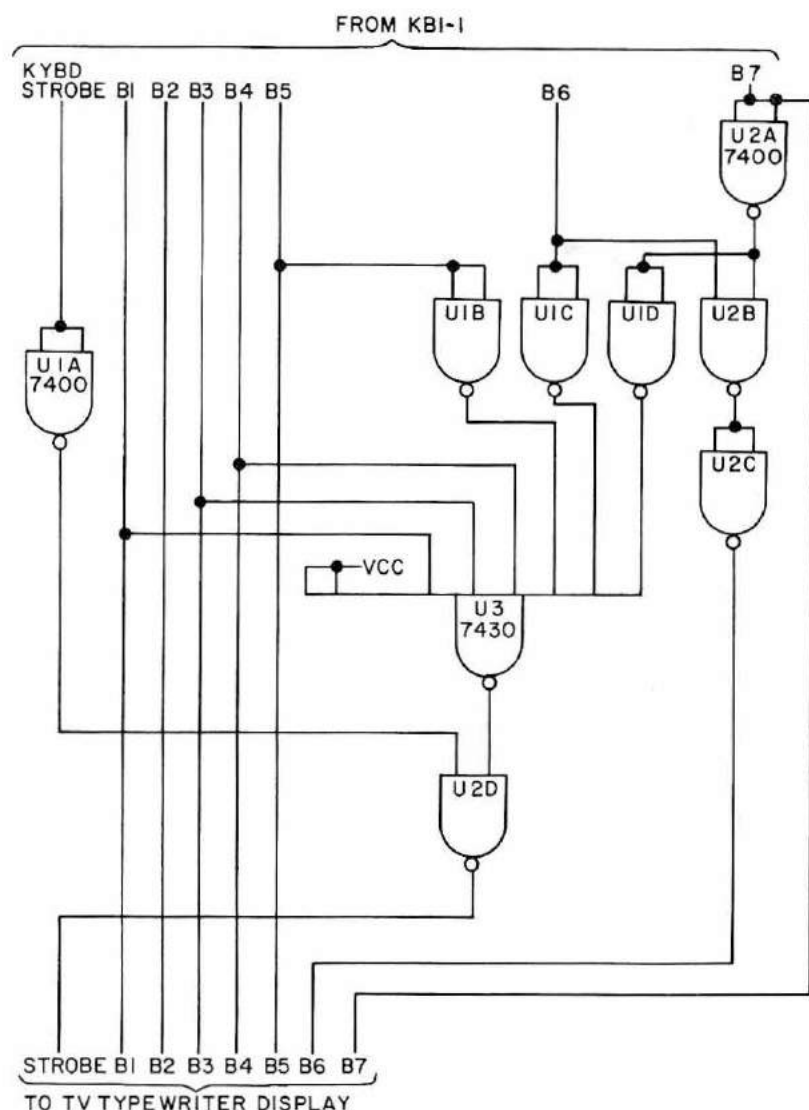 FROM KBI-I
KYBD
STROBE B1 B2 B3 B4 B5
B6
B7
U2A
7400
U1B
U1C
U1D
U2B
U1A
7400
U2C
VCC
U3
7430
U2D
STROBE B1 B2 B3 B4 B5 B6 B7
TO TV TYPEWRITER DISPLAY